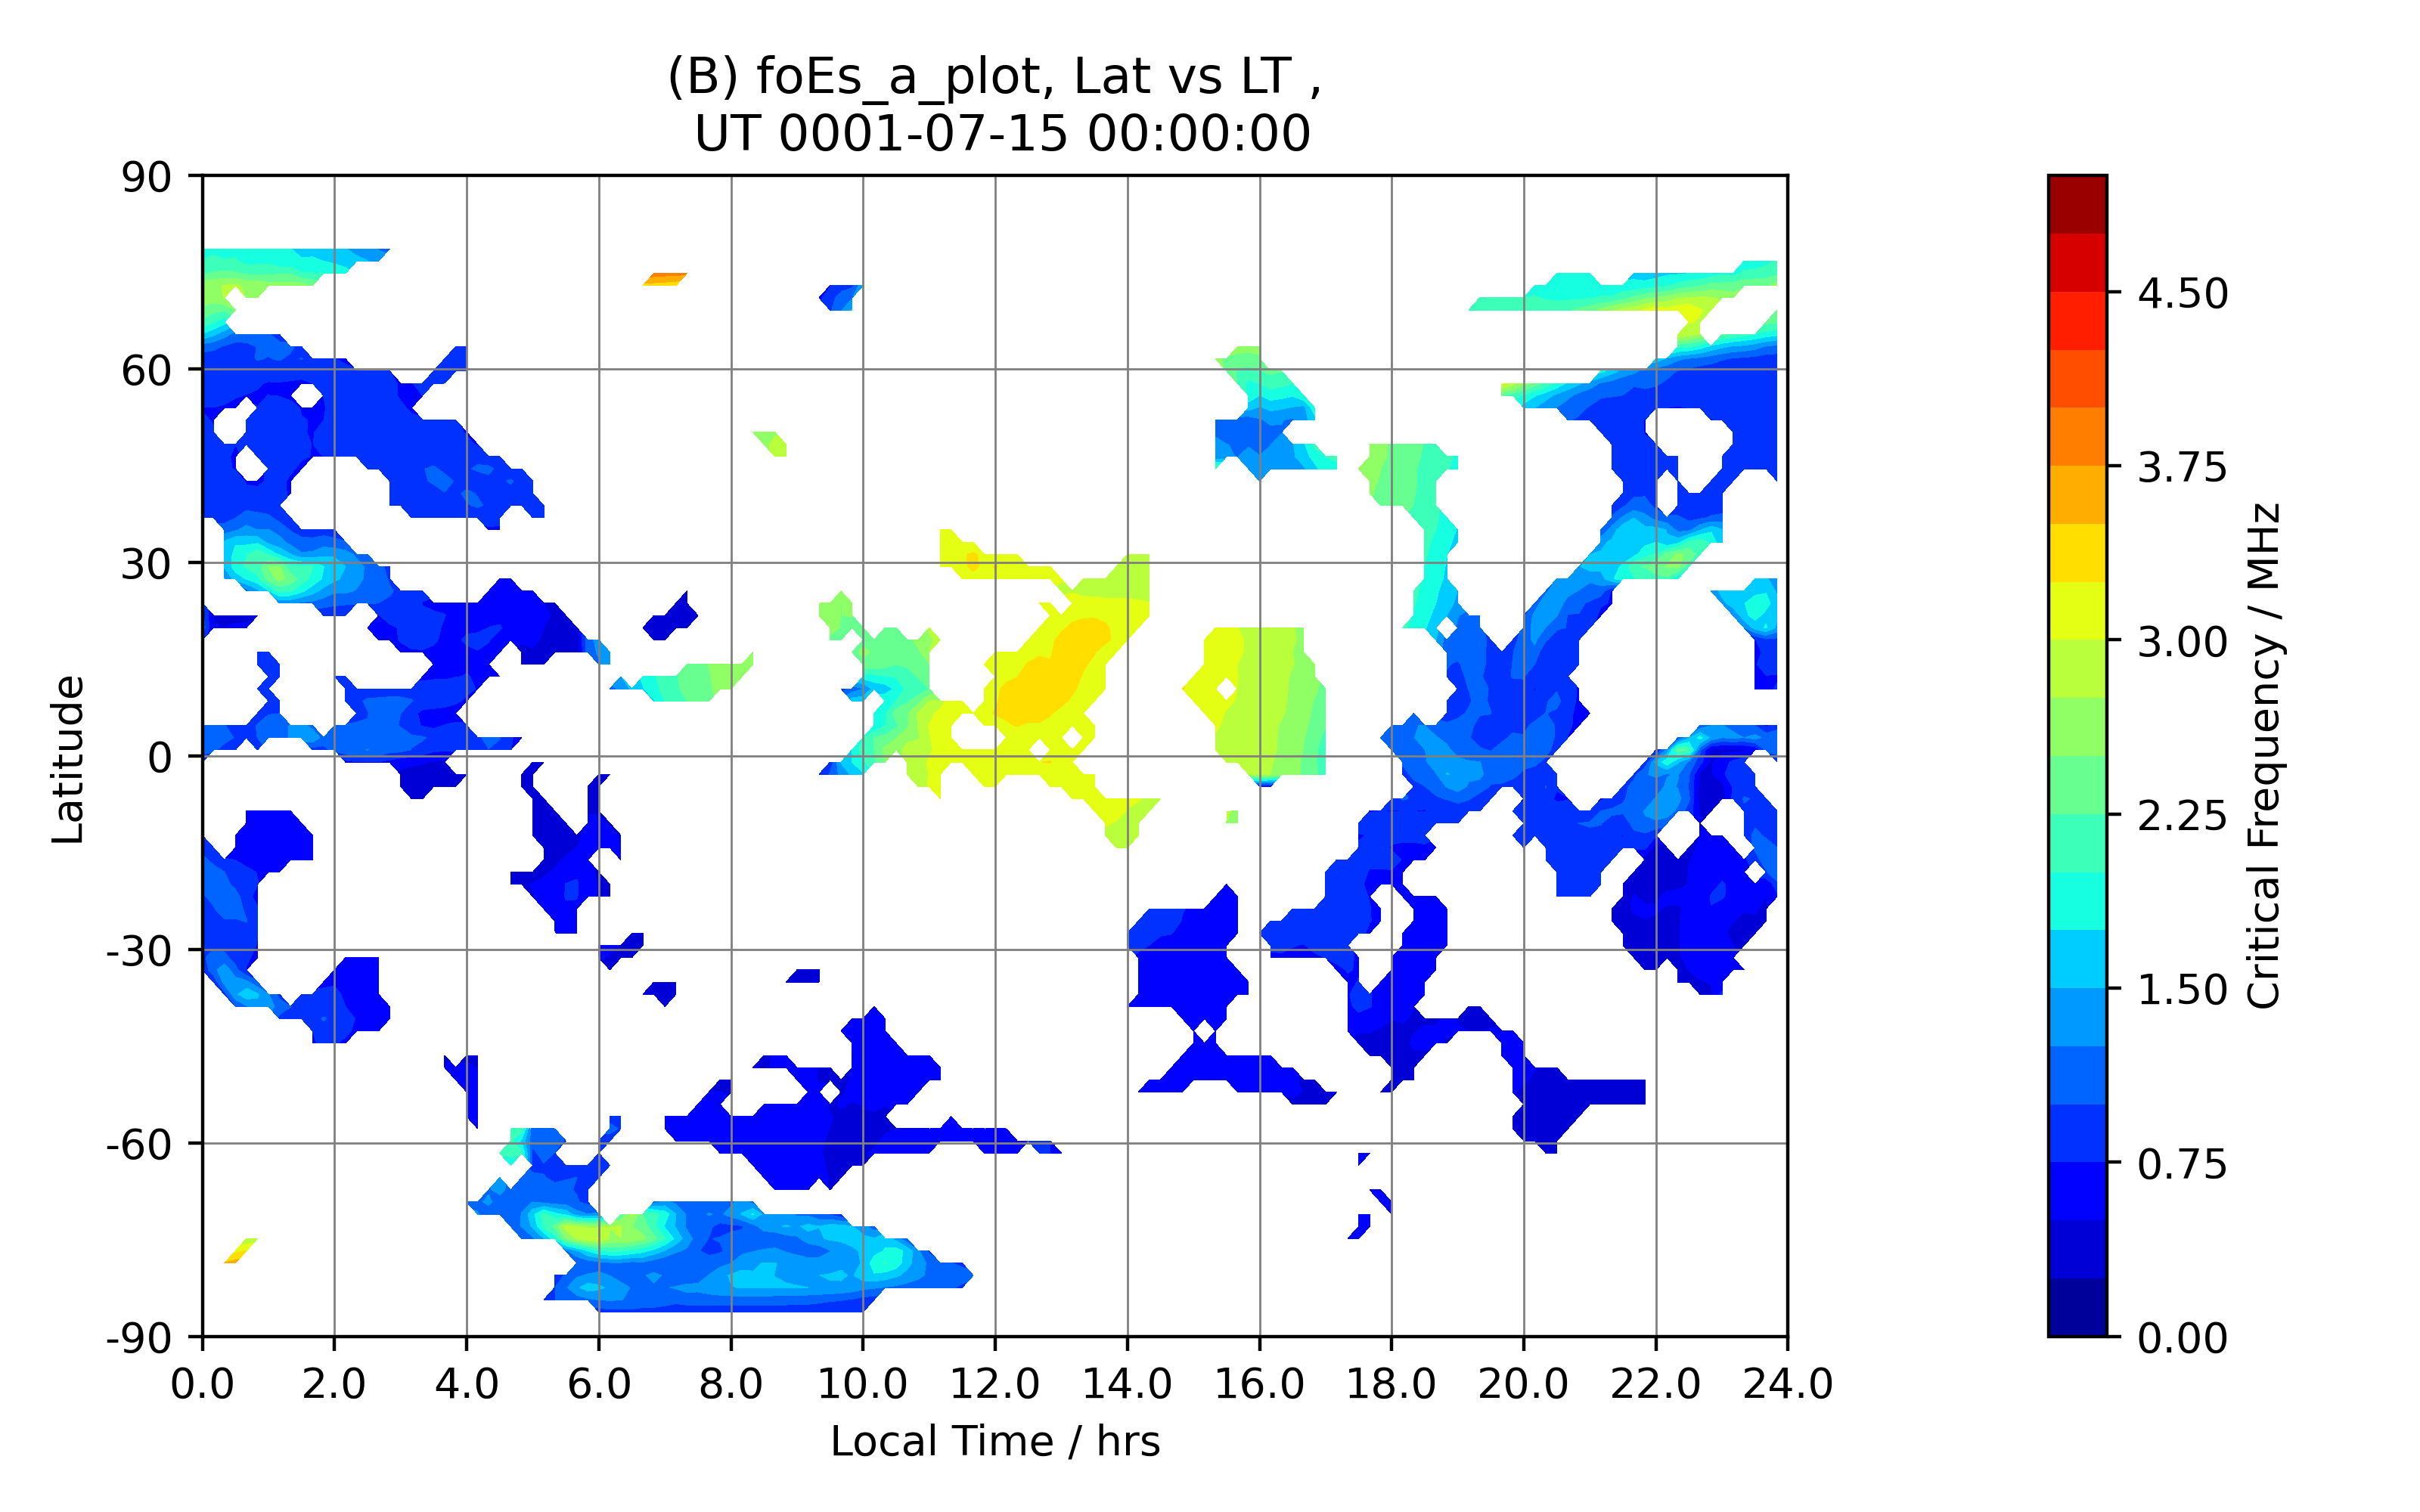 (B) foEs_a_plot, Lat vs LT ,
UT 0001-07-15 00:00:00
90
60
30
0
-30
-60
-90
Latitude
0.0 2.0 4.0 6.0 8.0 10.0 12.0 14.0 16.0 18.0 20.0 22.0 24.0
Local Time / hrs
4.50
3.75
3.00
2.25
1.50
0.75
0.00
Critical Frequency / MHz